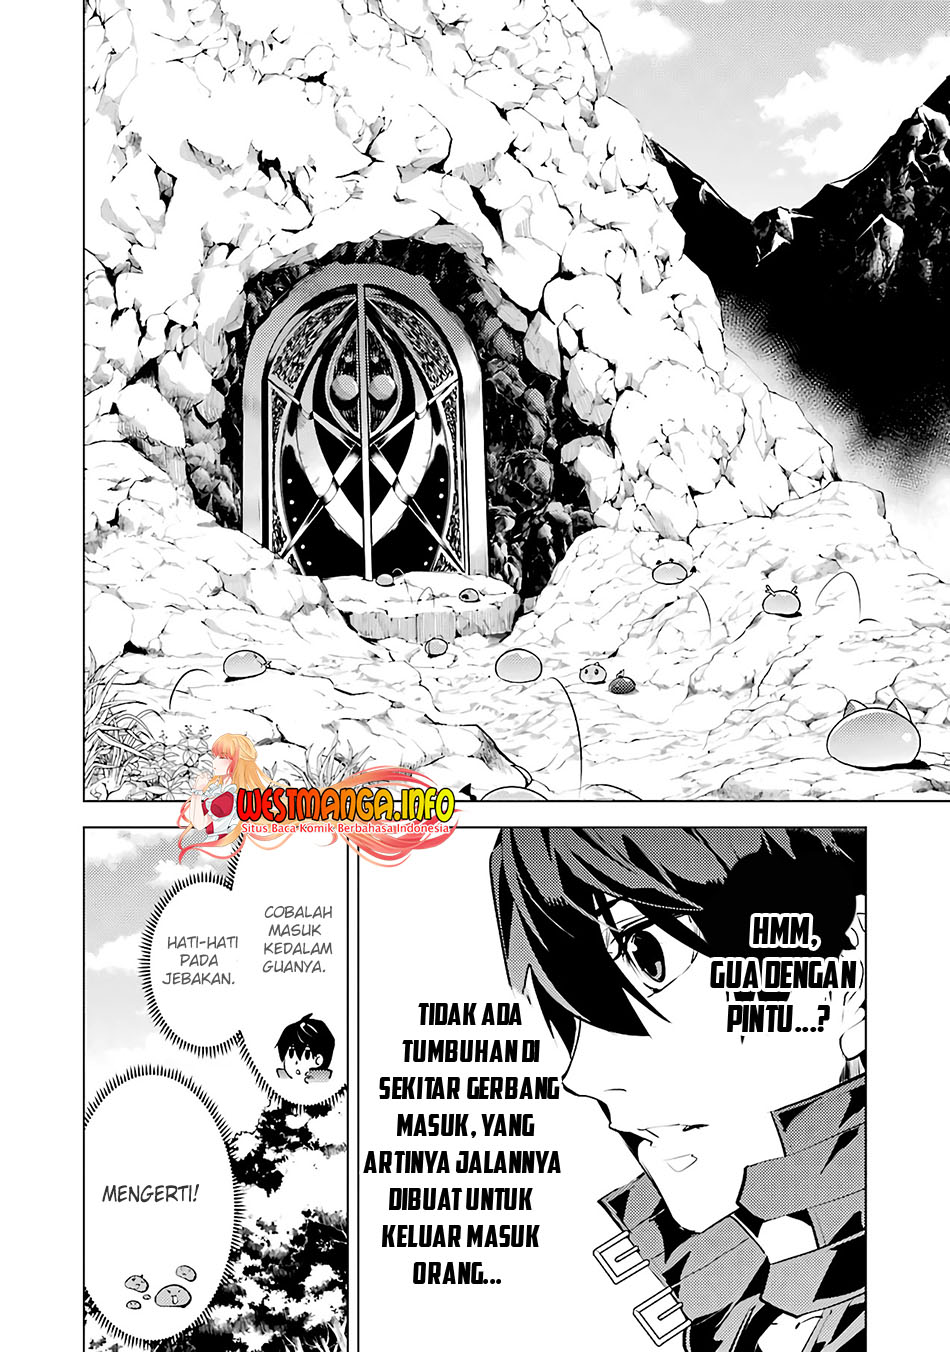 WESTMANGA.INFO
Situs Baca Komik Berbahasa Indonesia
HMM,
GUA DENGAN
PINTU...?
TIDAK ADA
TUMBUHAN DI
SEKITAR GERBANG
MASUK, YANG
ARTINYA JALANNYA
DIBUAT UNTUK
KELUAR MASUK
ORANG...
COBALAH
MASUK
KEDALAM
GUANYA.
HATI-HATI
PADA
JEBAKAN.
MENGERTI!